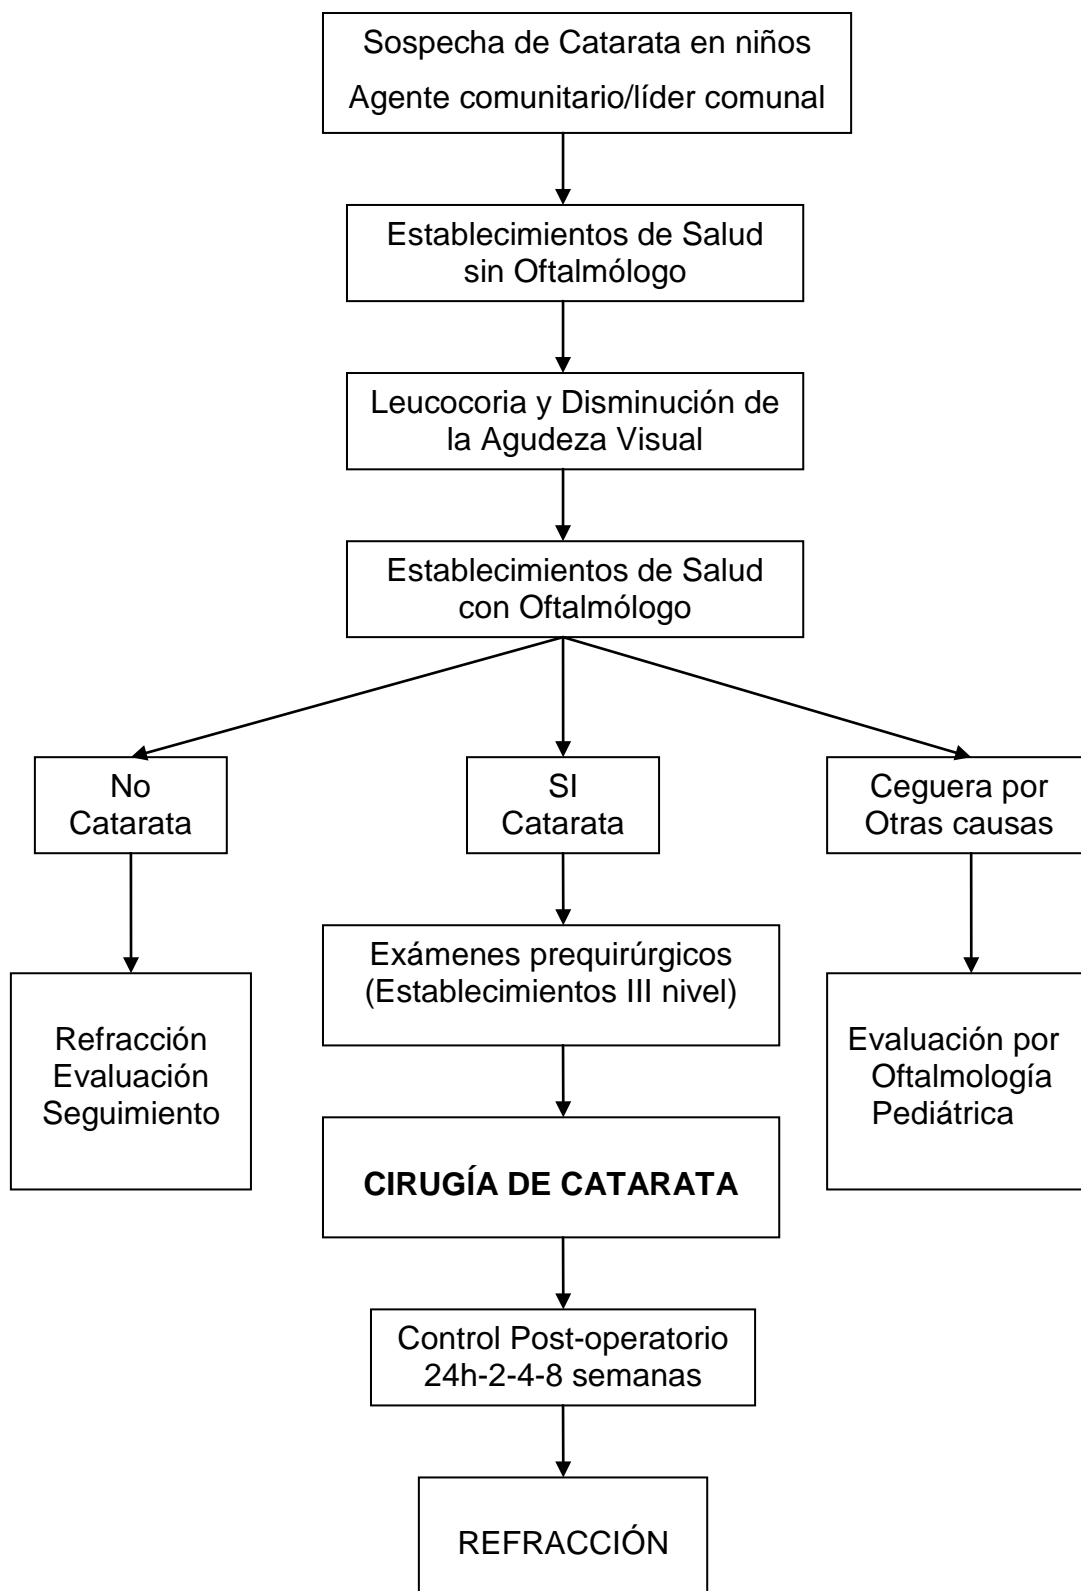 Sospecha de Catarata en niños
Agente comunitario/líder comunal
Establecimientos de Salud
sin Oftalmólogo
Leucocoria y Disminución de
la Agudeza Visual
Establecimientos de Salud
con Oftalmólogo
No
Catarata
SI
Catarata
Ceguera por
Otras causas
Exámenes prequirúrgicos
(Establecimientos III nivel)
Refracción
Evaluación
Seguimiento
Evaluación por
Oftalmología
Pediátrica
CIRUGÍA DE CATARATA
Control Post-operatorio
24h-2-4-8 semanas
REFRACCIÓN